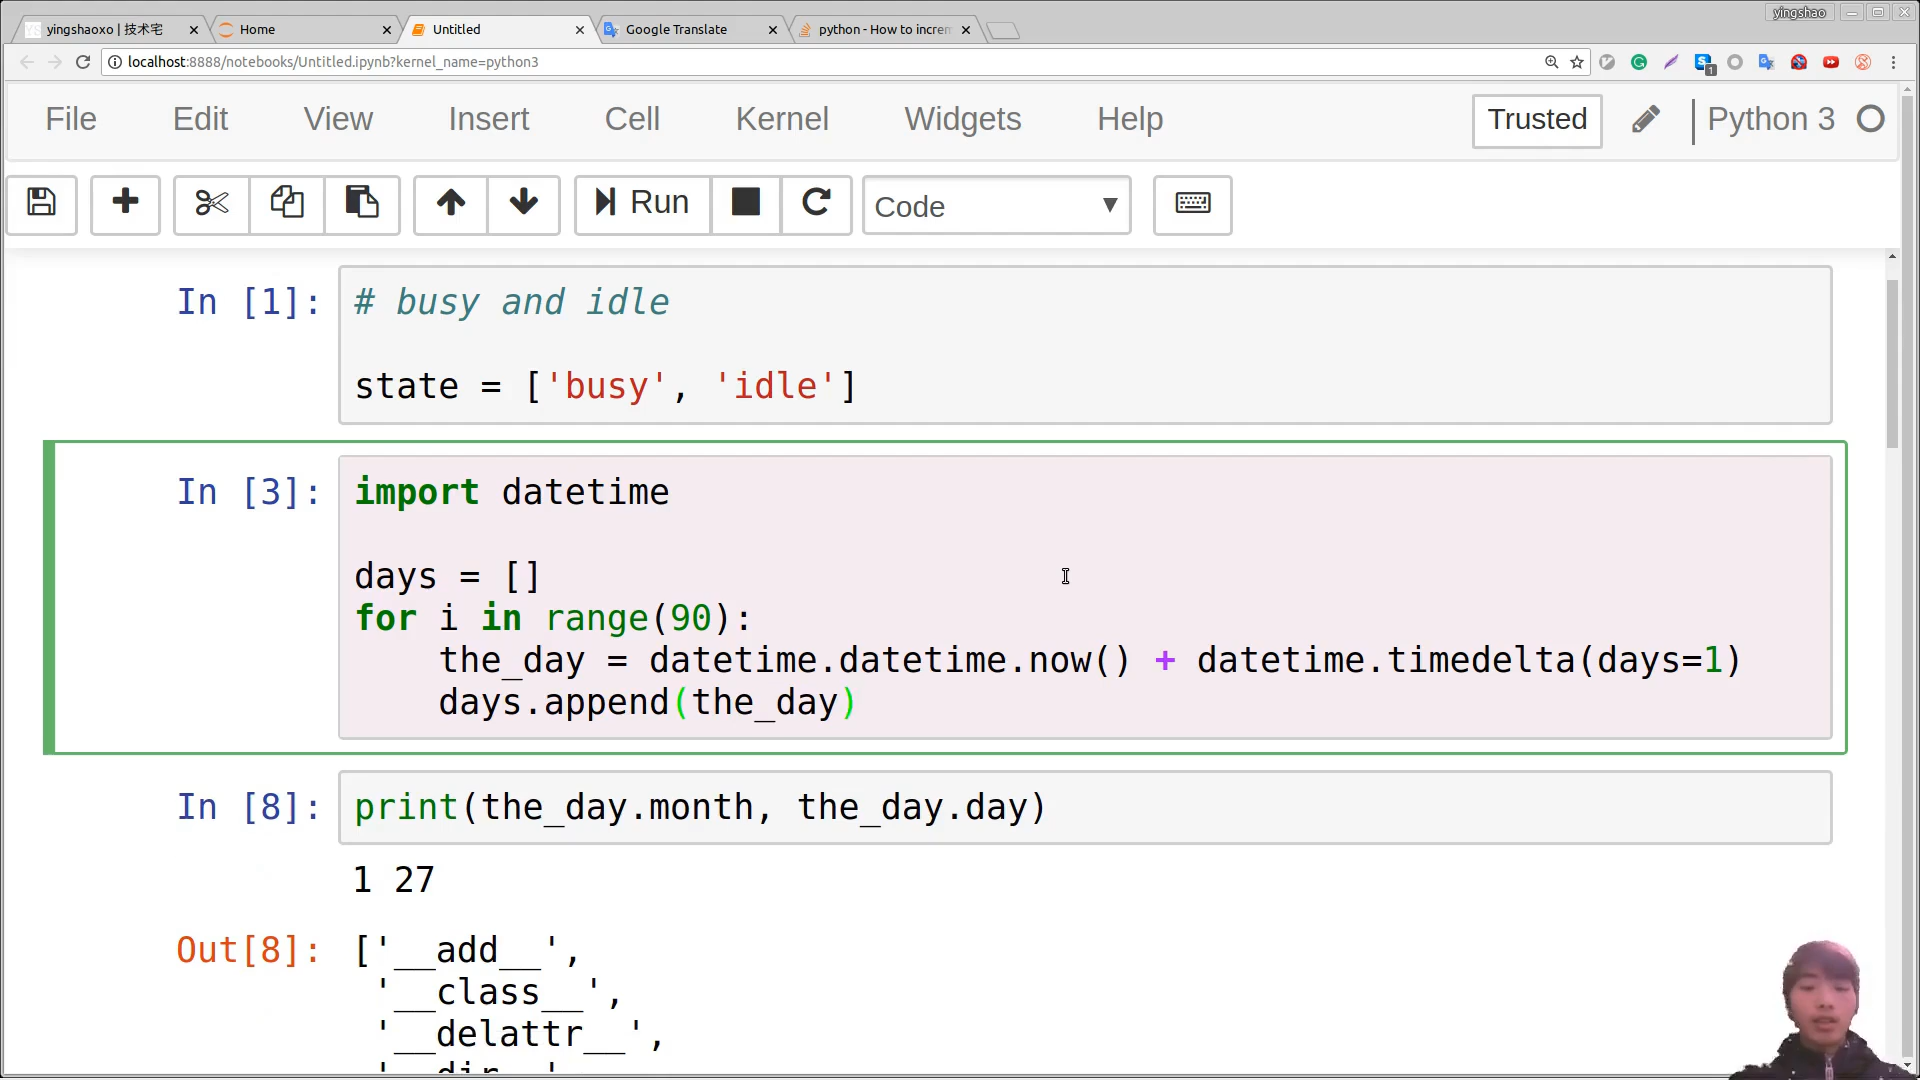 yingshao
yingshaoxo | 技术宅
Home
Untitled
Google Translate
python - How to increm
localhost:8888/notebooks/Untitled.ipynb?kernel_name=python3
1
File Edit View Insert Cell Kernel Widgets Help Trusted Python 3
Run Code
In [1]: # busy and idle
state = ['busy', 'idle']
In [3]: import datetime
days = []
for i in range(90):
the_day = datetime.datetime.now() + datetime.timedelta(days=1)
days.append(the_day)
In [8]: print(the_day.month, the_day.day)
1 27
Out[8]: ['__add__',
'__class__',
'__delattr__',
'__dir__'